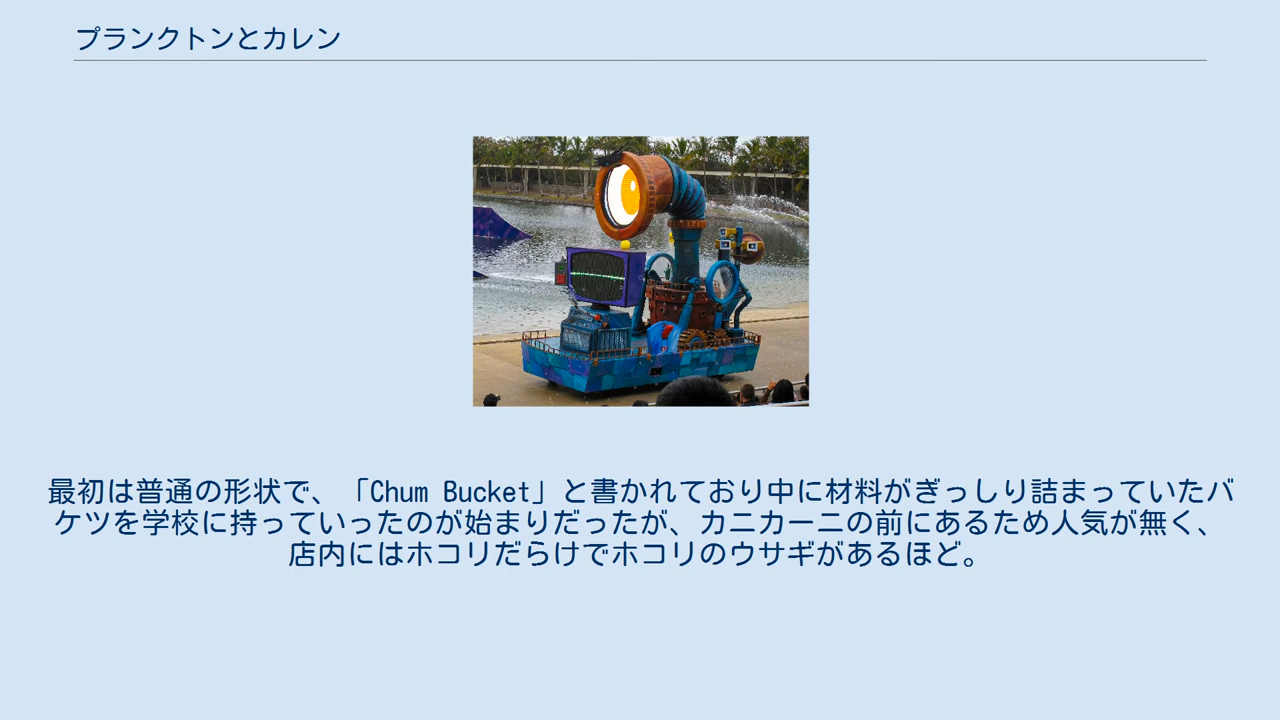 プランクトンとカレン
最初は普通の形状で、「Chum Bucket」と書かれており中に材料がぎっしり詰まっていたバ
ケツを学校に持っていったのが始まりだったが、カニカーニの前にあるため人気が無く、
店内にはホコリだらけでホコリのウサギがあるほど。